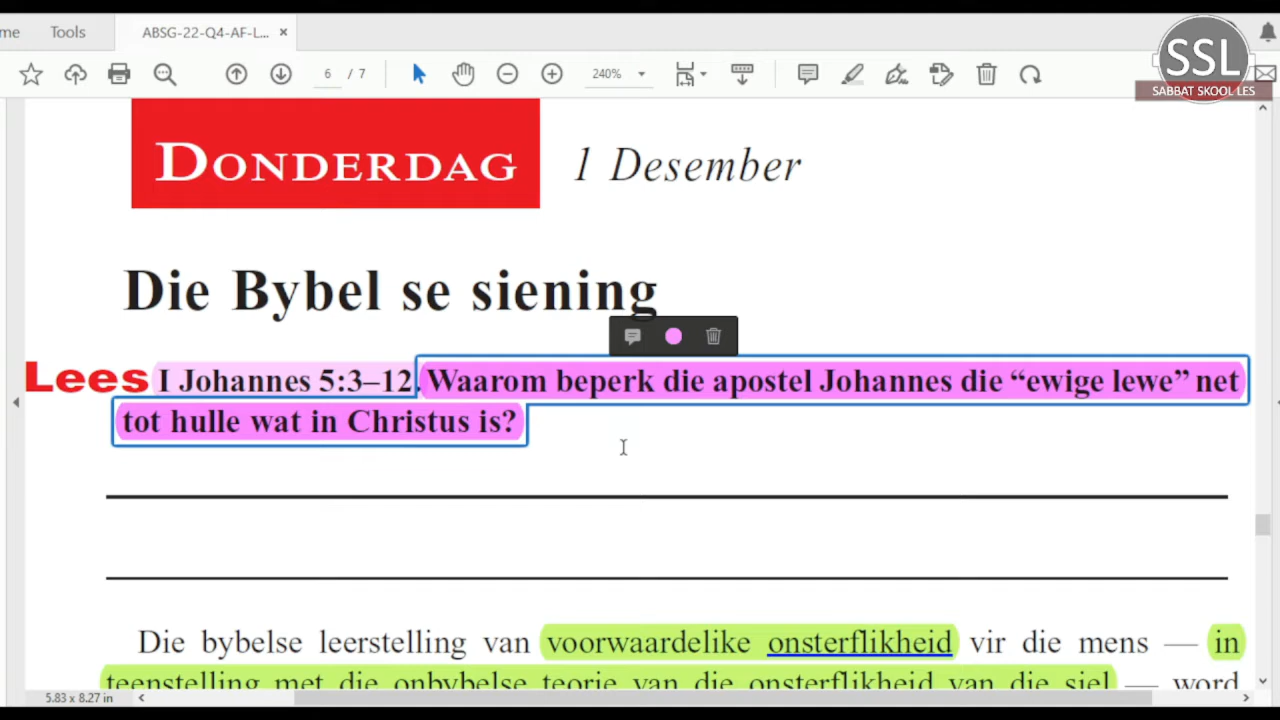 me Tools ABSG-22-Q4-AF-L... ×
SSL
SABBAT SKOOL LES
6 / 7 240%
DONDERDAG 1 Desember
Die Bybel se siening
Lees I Johannes 5:3–12. Waarom beperk die apostel Johannes die “ewige lewe” net
tot hulle wat in Christus is?
Die bybelse leerstelling van voorwaardelike onsterflikheid vir die mens — in
teenstelling met die onbybelse teorie van die onsterflikheid van die siel — word
5.83 x 8.27 in